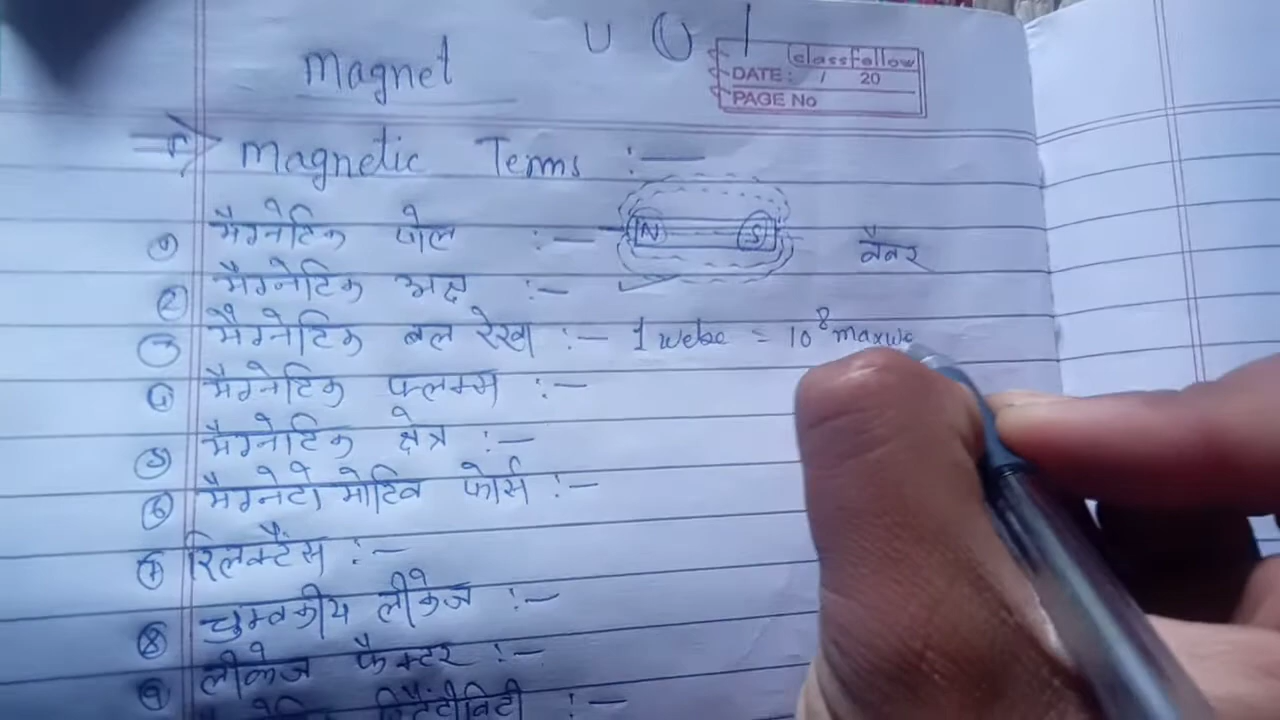 U U |
classfellow
Magnet
DATE: / 20
PAGE No
Magnetic Terms :—
① मैग्नेटिक पोल :— N S वैबर
② मैग्नेटिक अक्ष :—
③ मैग्नेटिक बल रेखा :— 1 webe = 10⁸ maxwe
④ मैग्नेटिक फ्लक्स :—
⑤ मैग्नेटिक क्षेत्र :—
⑥ मैग्नेटो मोटिव फोर्स :—
⑦ रिलक्टैंस :—
⑧ चुम्बकीय लीकेज :—
⑨ लीकेज फैक्टर :—
:—